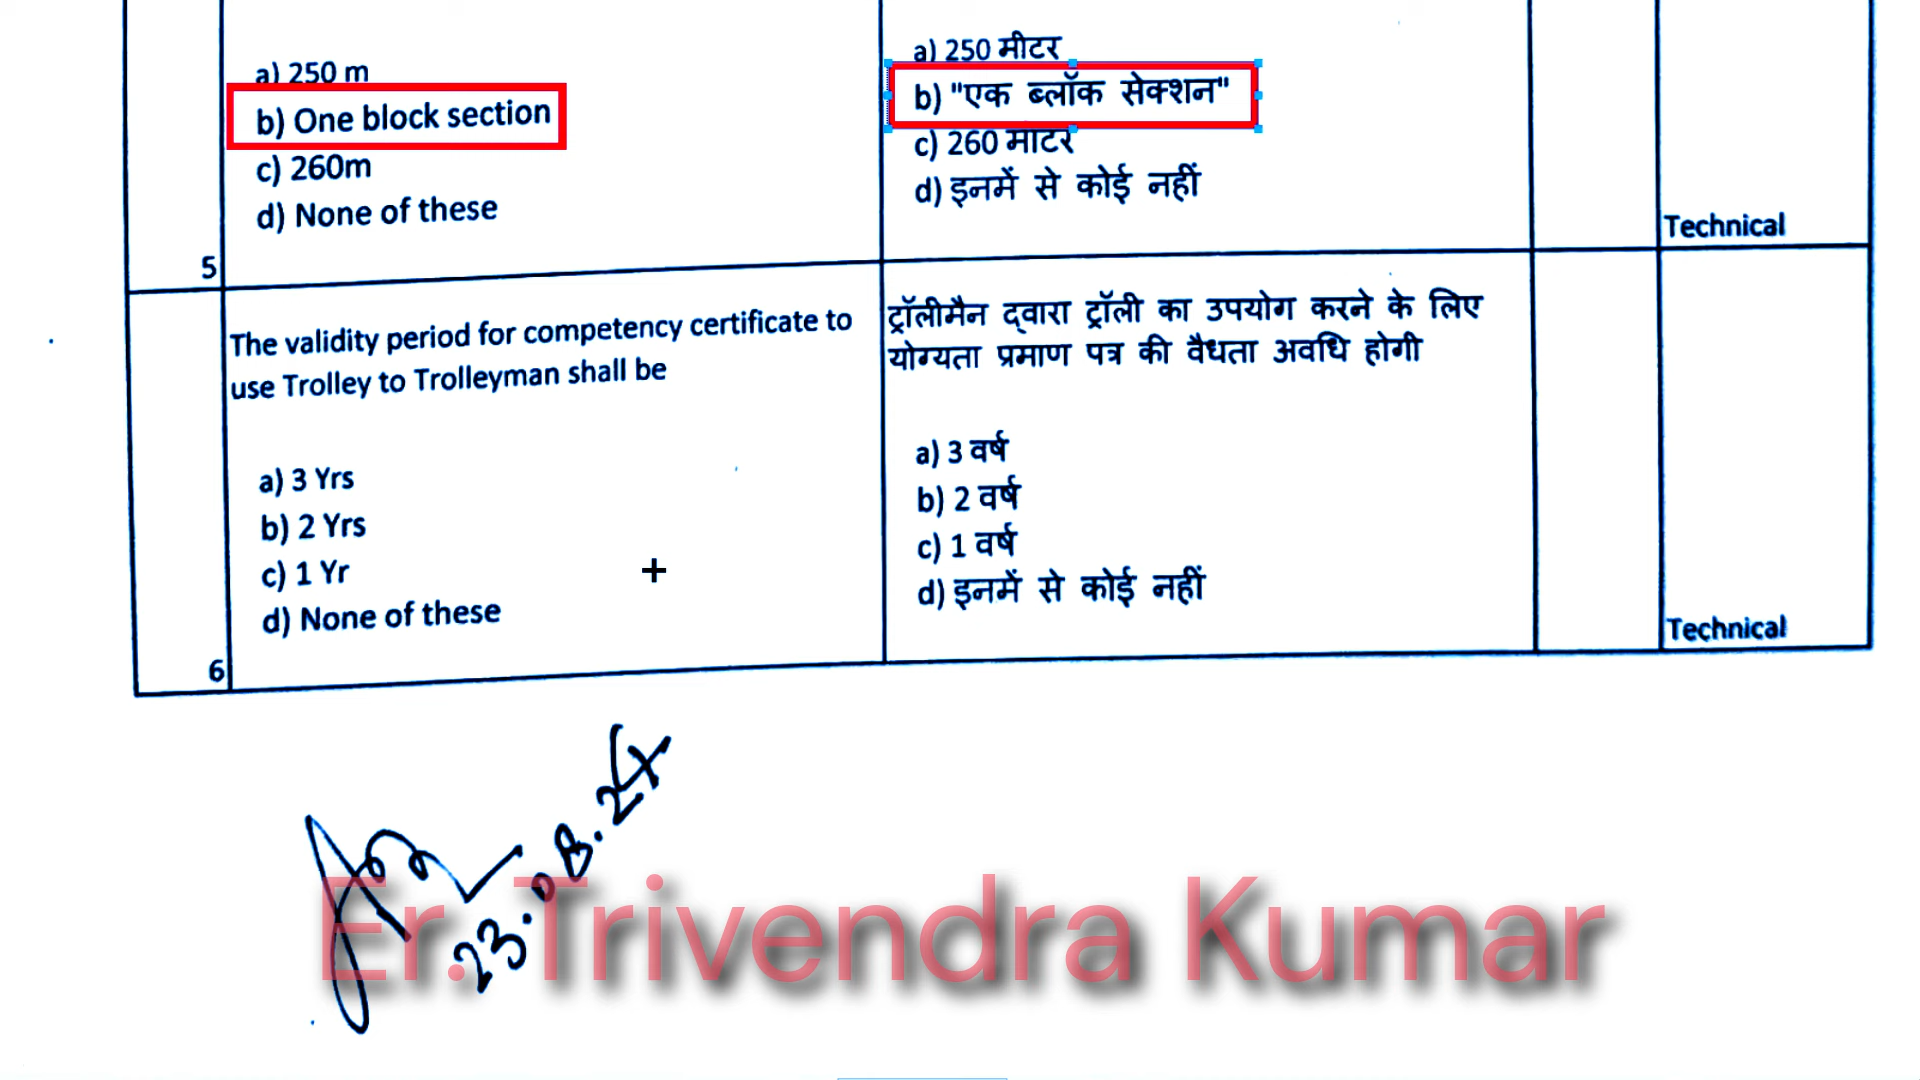 a) 250 m
b) One block section
c) 260m
d) None of these
a) 250 मीटर
b) "एक ब्लॉक सेक्शन"
c) 260 मीटर
d) इनमें से कोई नहीं
Technical
5
The validity period for competency certificate to
use Trolley to Trolleyman shall be
a) 3 Yrs
b) 2 Yrs
c) 1 Yr
d) None of these
ट्रॉलीमैन द्वारा ट्रॉली का उपयोग करने के लिए
योग्यता प्रमाण पत्र की वैधता अवधि होगी
a) 3 वर्ष
b) 2 वर्ष
c) 1 वर्ष
d) इनमें से कोई नहीं
Technical
6
23.08.24
Er. Trivendra Kumar